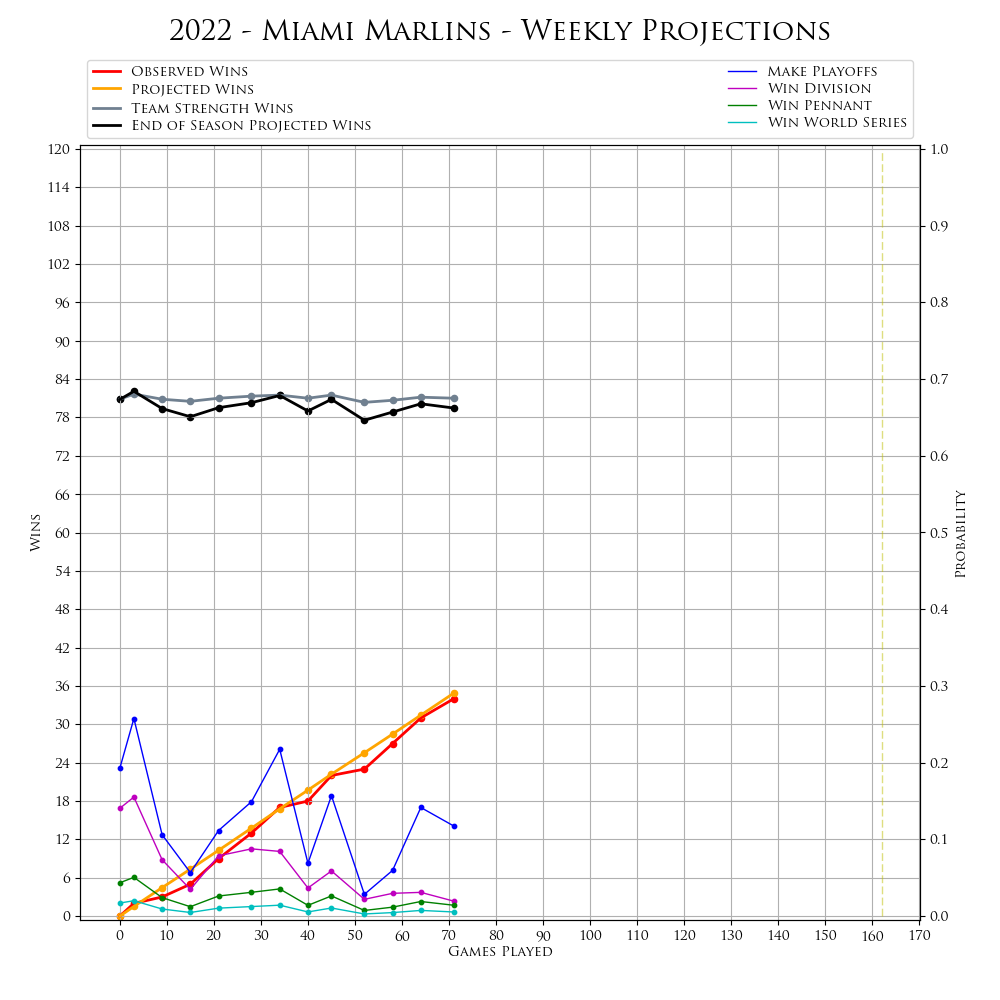 2022 - Miami Marlins - Weekly Projections
Observed Wins
Projected Wins
Team Strength Wins
End of Season Projected Wins
Make Playoffs
Win Division
Win Pennant
Win World Series
120
114
108
102
96
90
84
78
72
66
60
54
48
42
36
30
24
18
12
6
0
Wins
1.0
0.9
0.8
0.7
0.6
0.5
0.4
0.3
0.2
0.1
0.0
Probability
0 10 20 30 40 50 60 70 80 90 100 110 120 130 140 150 160 170
Games Played